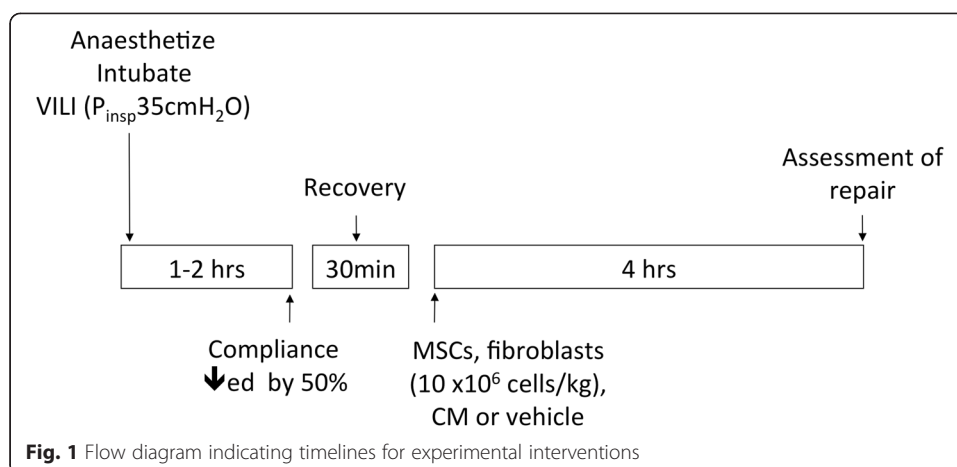 Anaesthetize
Intubate
VILI (Pinsp35cmH2O)
Assessment of
repair
Recovery
1-2 hrs
30min
4 hrs
Compliance
🡇ed by 50%
MSCs, fibroblasts
(10 x10⁶ cells/kg),
CM or vehicle
Fig. 1 Flow diagram indicating timelines for experimental interventions